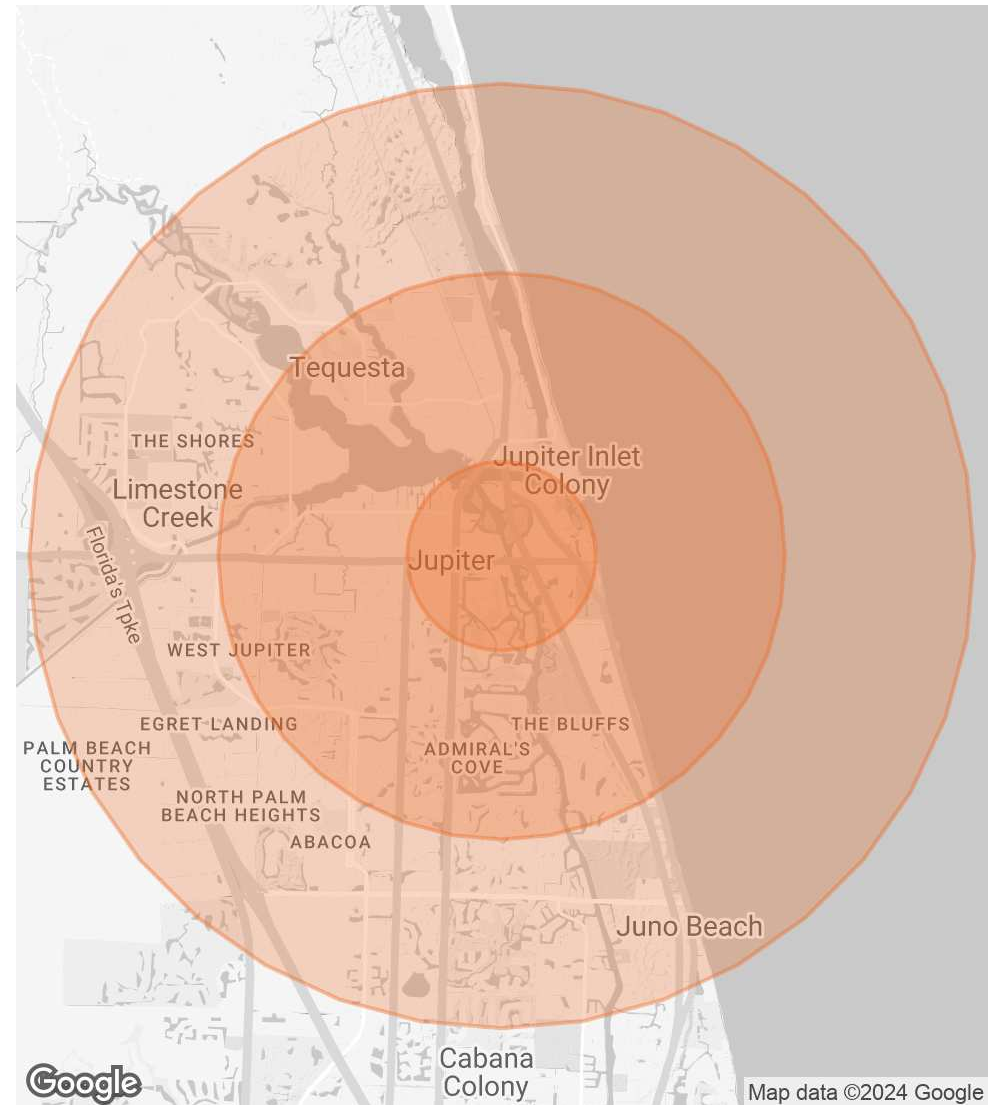 Tequesta
THE SHORES
Jupiter Inlet
Colony
Limestone
Creek
Florida's Tpke
Jupiter
WEST JUPITER
EGRET LANDING
THE BLUFFS
PALM BEACH
COUNTRY
ESTATES
ADMIRAL'S
COVE
NORTH PALM
BEACH HEIGHTS
ABACOA
Juno Beach
Cabana
Colony
Google
Map data ©2024 Google